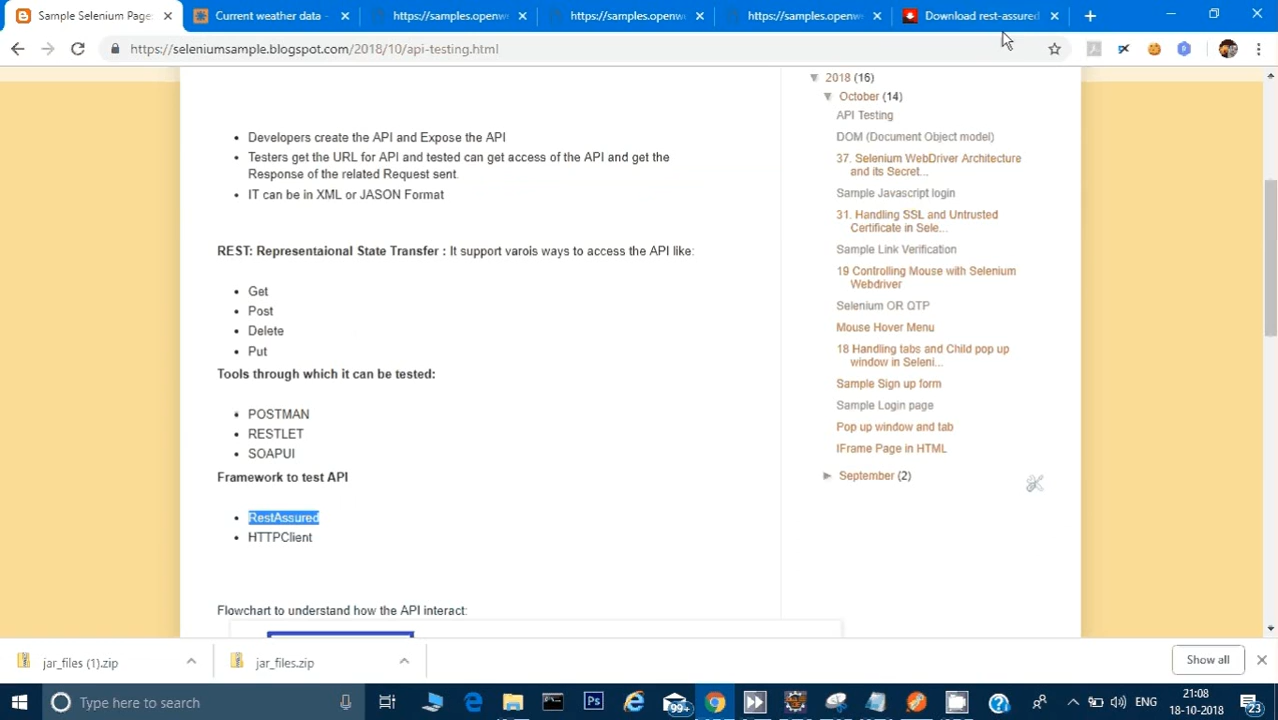 Sample Selenium Page:
Current weather data -
https://samples.openw
https://samples.openw
https://samples.openw
Download rest-assured
https://seleniumsample.blogspot.com/2018/10/api-testing.html
Developers create the API and Expose the API
Testers get the URL for API and tested can get access of the API and get the
Response of the related Request sent.
IT can be in XML or JASON Format
REST: Representaional State Transfer : It support varois ways to access the API like:
Get
Post
Delete
Put
Tools through which it can be tested:
POSTMAN
RESTLET
SOAPUI
Framework to test API
RestAssured
HTTPClient
Flowchart to understand how the API interact:
2018 (16)
October (14)
API Testing
DOM (Document Object model)
37. Selenium WebDriver Architecture
and its Secret...
Sample Javascript login
31. Handling SSL and Untrusted
Certificate in Sele...
Sample Link Verification
19 Controlling Mouse with Selenium
Webdriver
Selenium OR QTP
Mouse Hover Menu
18 Handling tabs and Child pop up
window in Seleni...
Sample Sign up form
Sample Login page
Pop up window and tab
IFrame Page in HTML
September (2)
jar_files (1).zip
jar_files.zip
Show all
Type here to search
Ps
99+
ENG
21:08
18-10-2018
23